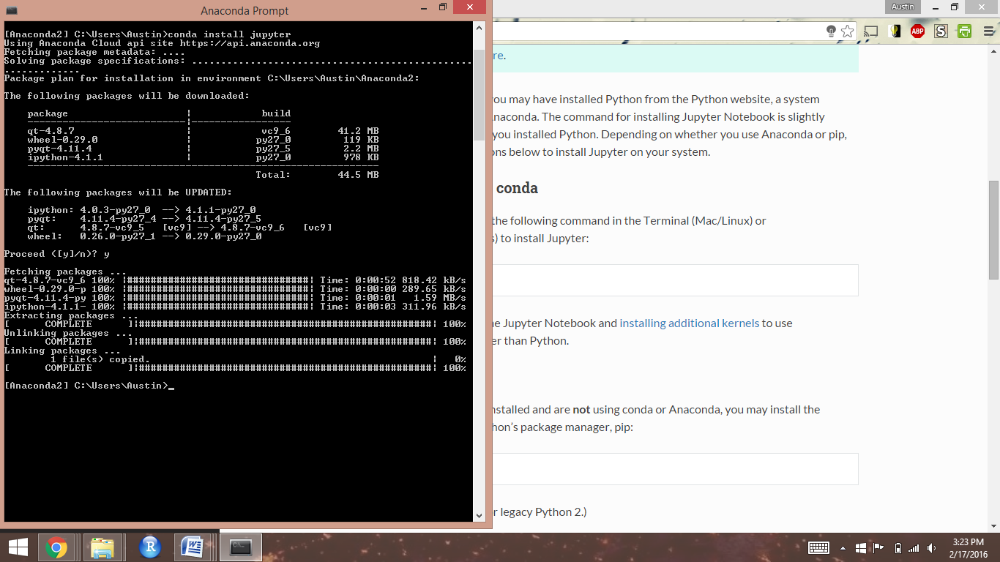 Anaconda Prompt
[Anaconda2] C:\Users\Austin>conda install jupyter
Using Anaconda Cloud api site https://api.anaconda.org
Fetching package metadata: ....
Solving package specifications: ................................................
.............
Package plan for installation in environment C:\Users\Austin\Anaconda2:
The following packages will be downloaded:
package | build
---------------------------|-----------------
qt-4.8.7 | vc9_6 41.2 MB
wheel-0.29.0 | py27_0 119 KB
pyqt-4.11.4 | py27_5 2.2 MB
ipython-4.1.1 | py27_0 978 KB
------------------------------------------------------------
Total: 44.5 MB
The following packages will be UPDATED:
ipython: 4.0.3-py27_0 --> 4.1.1-py27_0
pyqt: 4.11.4-py27_4 --> 4.11.4-py27_5
qt: 4.8.7-vc9_5 [vc9] --> 4.8.7-vc9_6 [vc9]
wheel: 0.26.0-py27_1 --> 0.29.0-py27_0
Proceed ([y]/n)? y
Fetching packages ...
qt-4.8.7-vc9_6 100% |###############################| Time: 0:00:52 818.42 kB/s
wheel-0.29.0-p 100% |###############################| Time: 0:00:00 289.65 kB/s
pyqt-4.11.4-py 100% |###############################| Time: 0:00:01 1.59 MB/s
ipython-4.1.1- 100% |###############################| Time: 0:00:03 311.96 kB/s
Extracting packages ...
[ COMPLETE ]|##################################################| 100%
Unlinking packages ...
[ COMPLETE ]|##################################################| 100%
Linking packages ...
1 file(s) copied. | 0%
[ COMPLETE ]|##################################################| 100%
[Anaconda2] C:\Users\Austin>_
Austin
ABP
S
re.
you may have installed Python from the Python website, a system
naconda. The command for installing Jupyter Notebook is slightly
you installed Python. Depending on whether you use Anaconda or pip,
ons below to install Jupyter on your system.
conda
the following command in the Terminal (Mac/Linux) or
s) to install Jupyter:
ne Jupyter Notebook and installing additional kernels to use
er than Python.
nstalled and are not using conda or Anaconda, you may install the
hon's package manager, pip:
r legacy Python 2.)
R
W
C:\
3:23 PM
2/17/2016